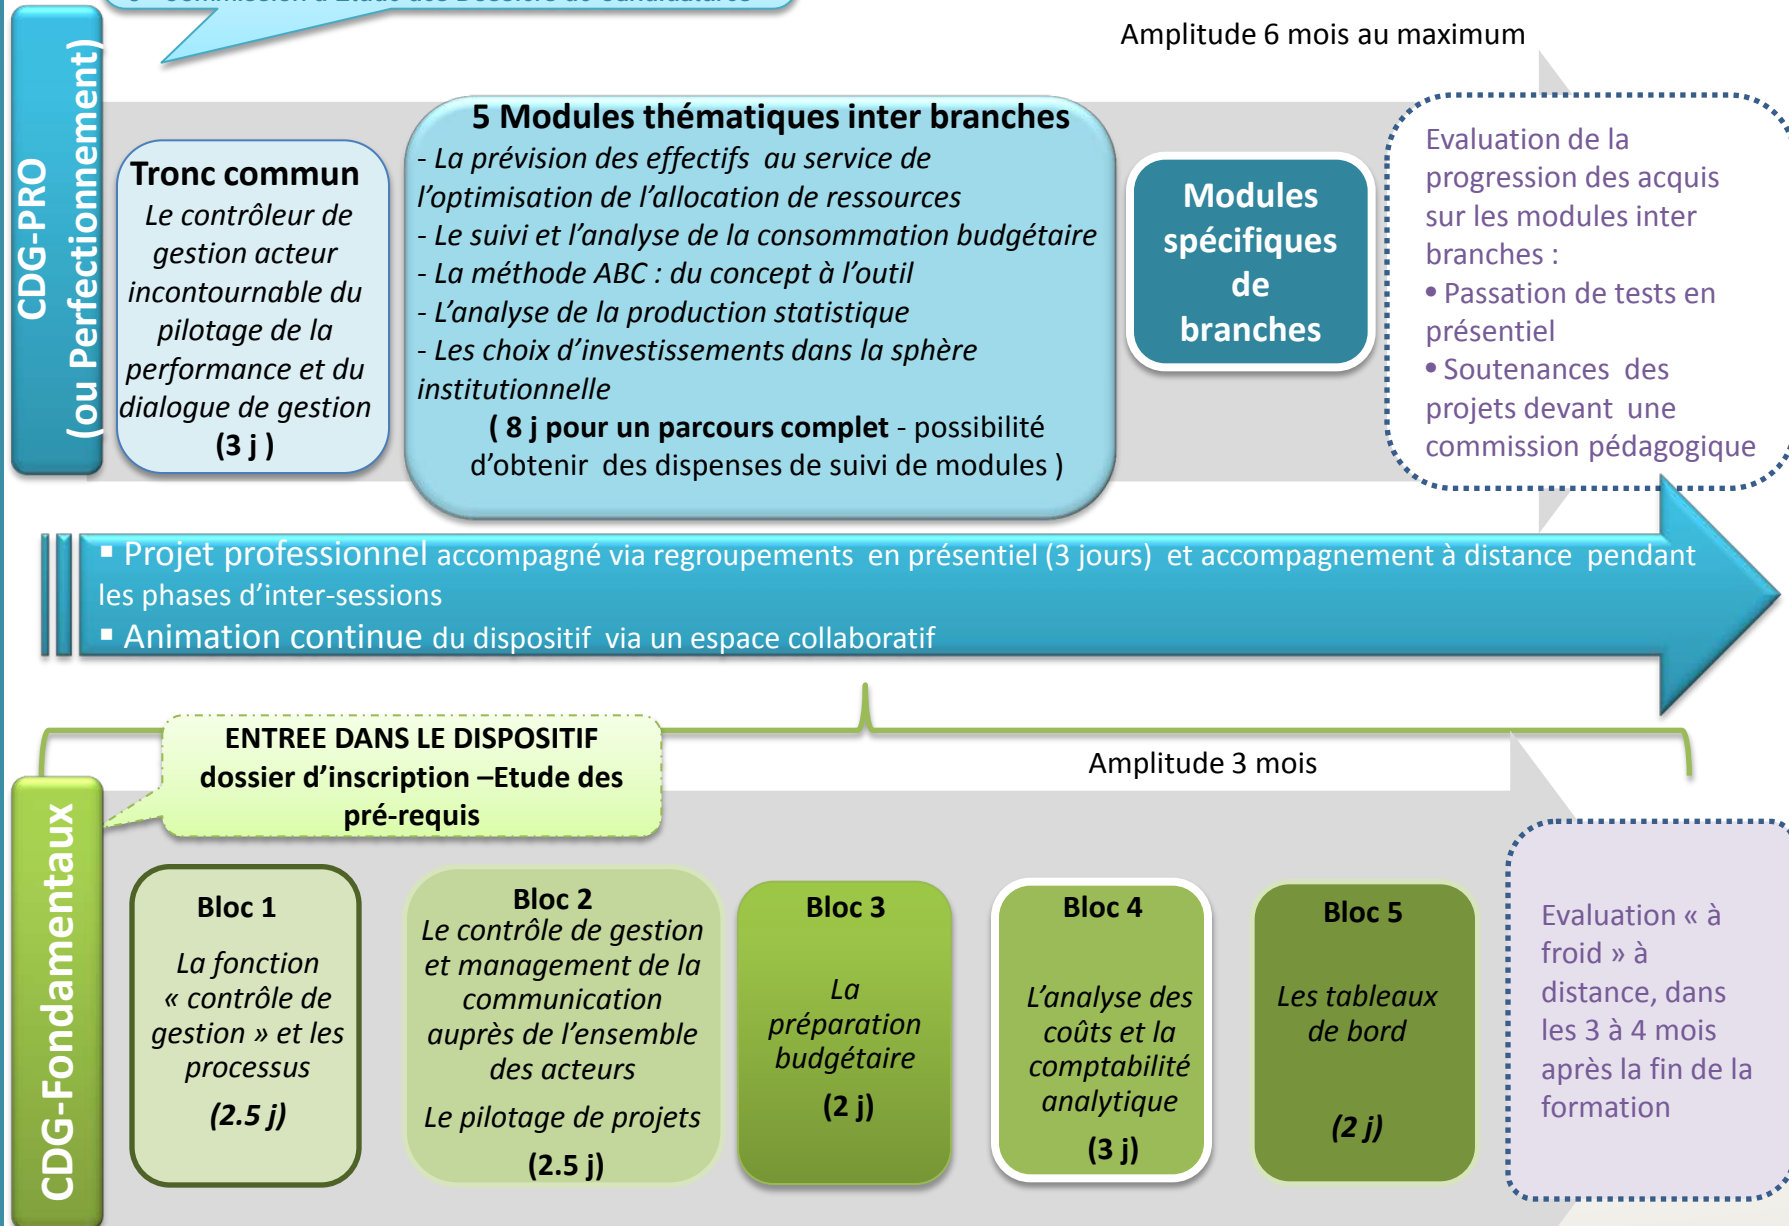 Commission d'Etude des Dossiers de Candidatures
Amplitude 6 mois au maximum
CDG-PRO
(ou Perfectionnement)
Tronc commun
Le contrôleur de
gestion acteur
incontournable du
pilotage de la
performance et du
dialogue de gestion
(3 j )
5 Modules thématiques inter branches
- La prévision des effectifs au service de
l’optimisation de l’allocation de ressources
- Le suivi et l’analyse de la consommation budgétaire
- La méthode ABC : du concept à l’outil
- L’analyse de la production statistique
- Les choix d’investissements dans la sphère
institutionnelle
( 8 j pour un parcours complet - possibilité
d’obtenir des dispenses de suivi de modules )
Modules
spécifiques
de
branches
Evaluation de la
progression des acquis
sur les modules inter
branches :
• Passation de tests en
présentiel
• Soutenances des
projets devant une
commission pédagogique
▪ Projet professionnel accompagné via regroupements en présentiel (3 jours) et accompagnement à distance pendant
les phases d’inter-sessions
▪ Animation continue du dispositif via un espace collaboratif
ENTREE DANS LE DISPOSITIF
dossier d’inscription –Etude des
pré-requis
Amplitude 3 mois
CDG-Fondamentaux
Bloc 1
La fonction
« contrôle de
gestion » et les
processus
(2.5 j)
Bloc 2
Le contrôle de gestion
et management de la
communication
auprès de l’ensemble
des acteurs
Le pilotage de projets
(2.5 j)
Bloc 3
La
préparation
budgétaire
(2 j)
Bloc 4
L’analyse des
coûts et la
comptabilité
analytique
(3 j)
Bloc 5
Les tableaux
de bord
(2 j)
Evaluation « à
froid » à
distance, dans
les 3 à 4 mois
après la fin de la
formation